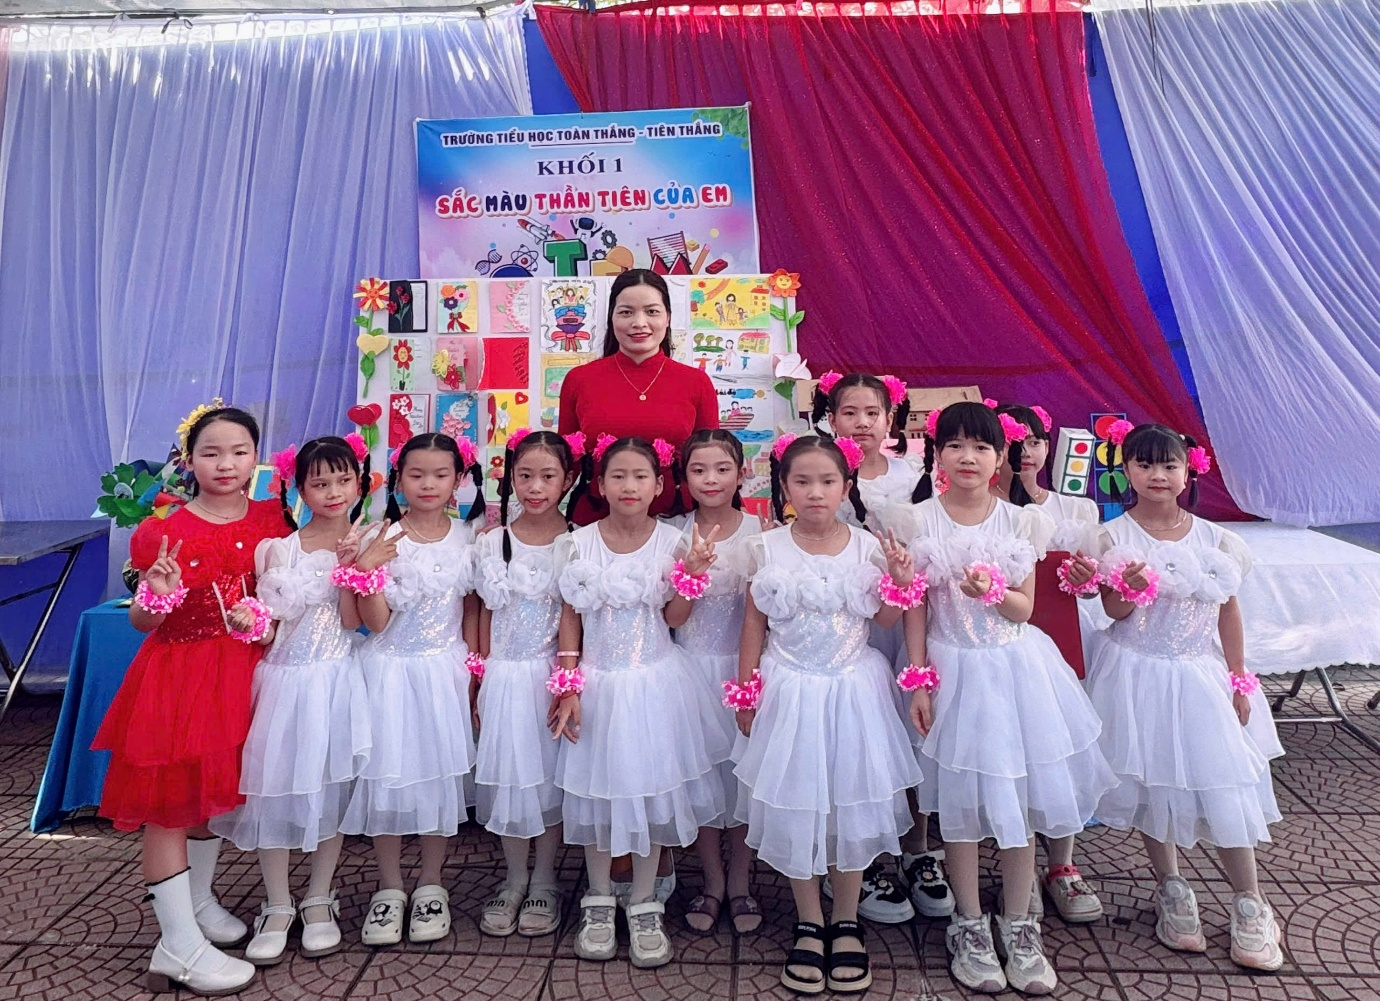 TRƯỜNG TIỂU HỌC TOÀN THẮNG - TIÊN THẮNG
KHỐI 1
SẮC MÀU THẦN TIÊN CỦA EM